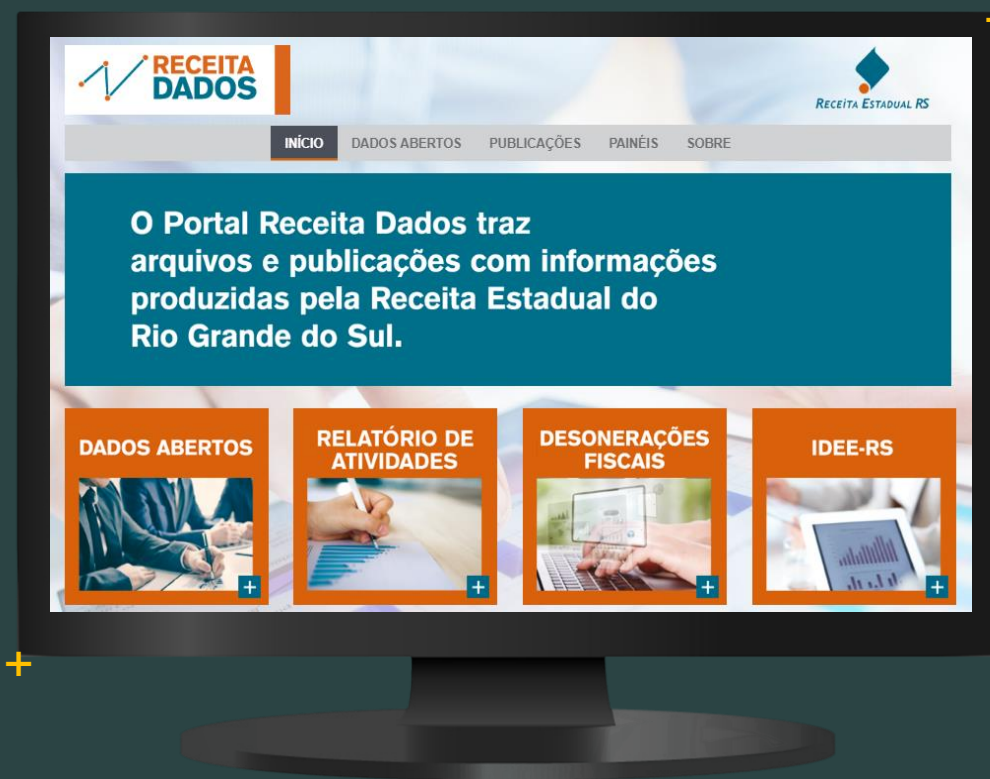 RECEITA
DADOS
RECEITA ESTADUAL RS
INÍCIO DADOS ABERTOS PUBLICAÇÕES PAINÉIS SOBRE
O Portal Receita Dados traz
arquivos e publicações com informações
produzidas pela Receita Estadual do
Rio Grande do Sul.
DADOS ABERTOS
RELATÓRIO DE
ATIVIDADES
DESONERAÇÕES
FISCAIS
IDEE-RS